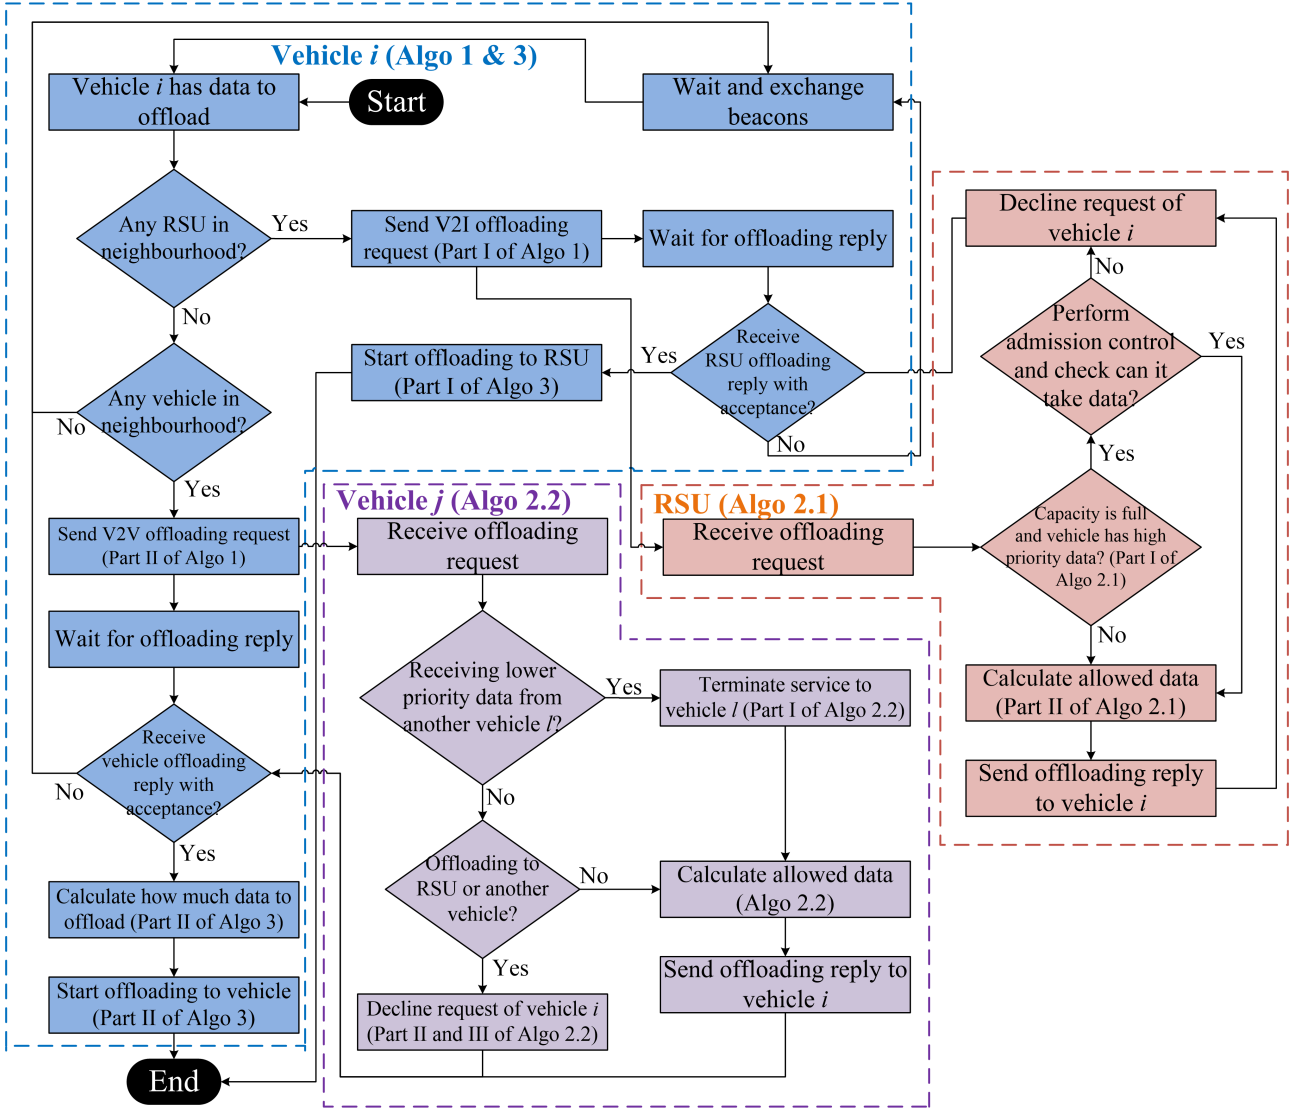 Vehicle i (Algo 1 & 3)
Vehicle i has data to
offload
Start
Wait and exchange
beacons
Any RSU in
neighbourhood?
Yes
No
Send V2I offloading
request (Part I of Algo 1)
Wait for offloading reply
Receive
RSU offloading
reply with
acceptance?
Yes
No
Start offloading to RSU
(Part I of Algo 3)
Any vehicle in
neighbourhood?
No
Yes
Send V2V offloading request
(Part II of Algo 1)
Wait for offloading reply
Receive
vehicle offloading
reply with
acceptance?
No
Yes
Calculate how much data to
offload (Part II of Algo 3)
Start offloading to vehicle
(Part II of Algo 3)
End
Vehicle j (Algo 2.2)
Receive offloading
request
Receiving lower
priority data from
another vehicle l?
Yes
No
Terminate service to
vehicle l (Part I of Algo 2.2)
Offloading to
RSU or another
vehicle?
No
Yes
Calculate allowed data
(Algo 2.2)
Send offloading reply to
vehicle i
Decline request of vehicle i
(Part II and III of Algo 2.2)
RSU (Algo 2.1)
Receive offloading
request
Capacity is full
and vehicle has high
priority data? (Part I of
Algo 2.1)
Yes
No
Perform
admission control
and check can it
take data?
No
Yes
Decline request of
vehicle i
Calculate allowed data
(Part II of Algo 2.1)
Send offlloading reply
to vehicle i